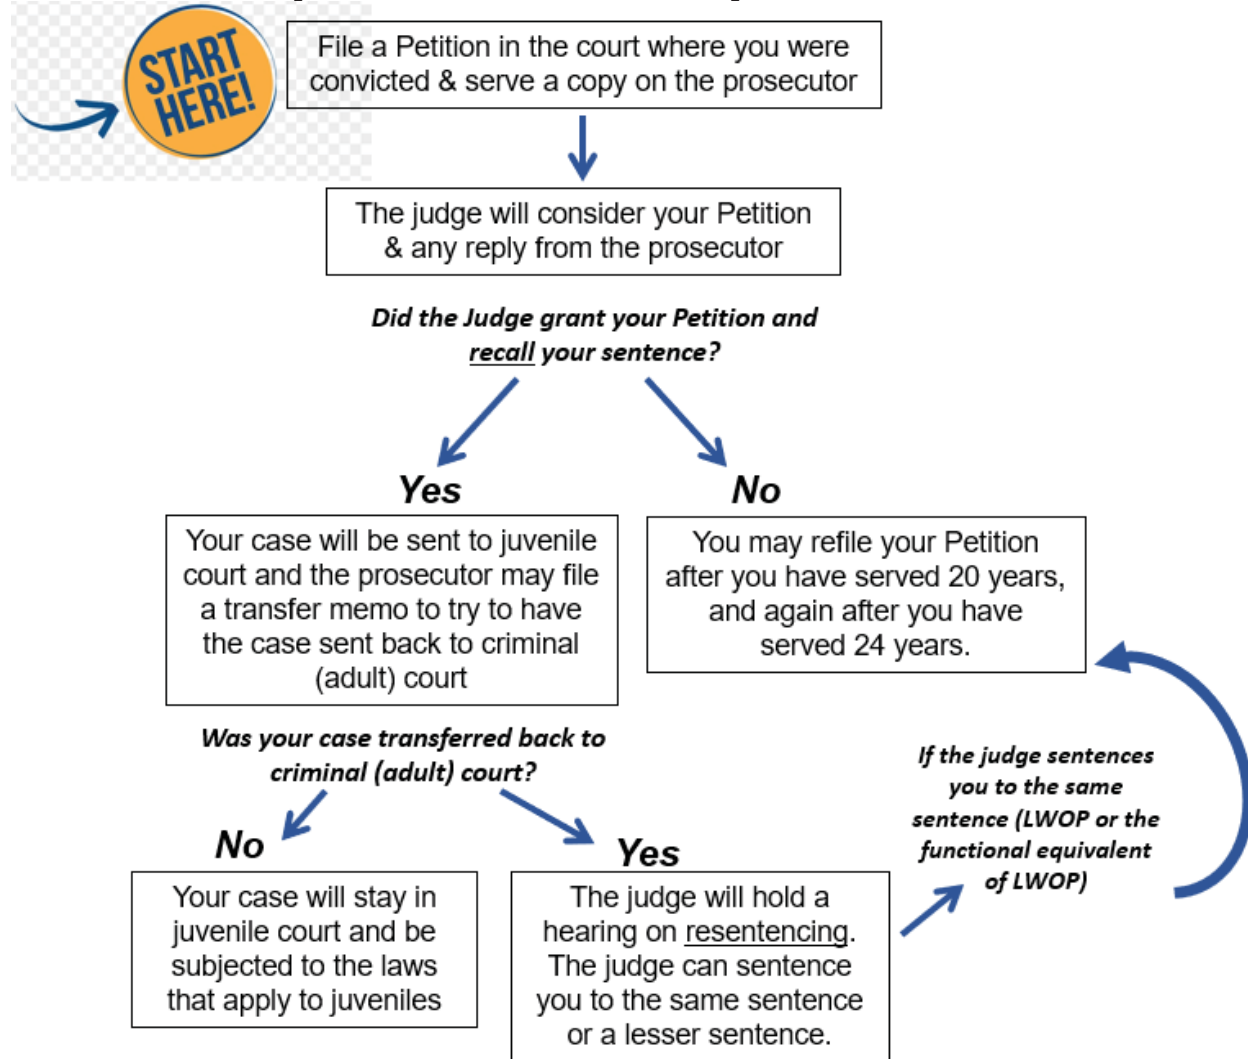 START
HERE!
File a Petition in the court where you were
convicted & serve a copy on the prosecutor
The judge will consider your Petition
& any reply from the prosecutor
Did the Judge grant your Petition and
recall your sentence?
Yes
Your case will be sent to juvenile
court and the prosecutor may file
a transfer memo to try to have
the case sent back to criminal
(adult) court
No
You may refile your Petition
after you have served 20 years,
and again after you have
served 24 years.
Was your case transferred back to
criminal (adult) court?
No
Your case will stay in
juvenile court and be
subjected to the laws
that apply to juveniles
Yes
The judge will hold a
hearing on resentencing.
The judge can sentence
you to the same sentence
or a lesser sentence.
If the judge sentences
you to the same
sentence (LWOP or the
functional equivalent
of LWOP)